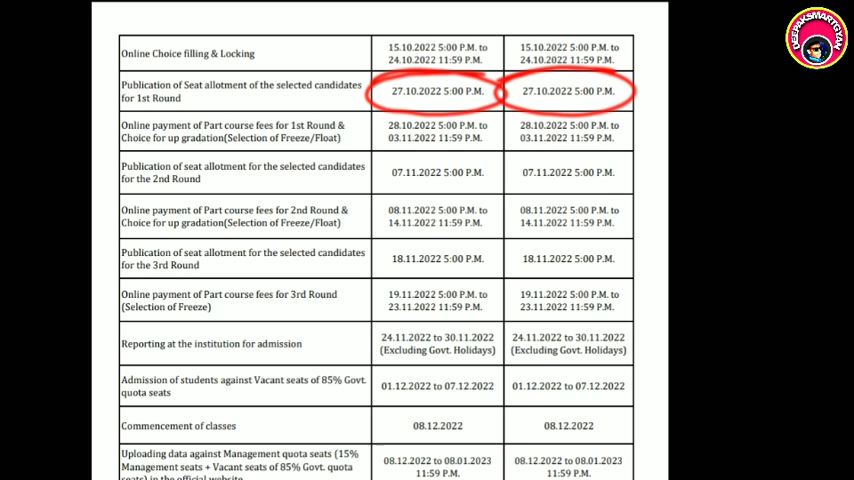 DEEPAKSMARTGYAN
Online Choice filling & Locking
15.10.2022 5:00 P.M. to
24.10.2022 11:59 P.M.
15.10.2022 5:00 P.M. to
24.10.2022 11:59 P.M.
Publication of Seat allotment of the selected candidates
for 1st Round
27.10.2022 5:00 P.M.
27.10.2022 5:00 P.M.
Online payment of Part course fees for 1st Round &
Choice for up gradation(Selection of Freeze/Float)
28.10.2022 5:00 P.M. to
03.11.2022 11:59 P.M.
28.10.2022 5:00 P.M. to
03.11.2022 11:59 P.M.
Publication of seat allotment for the selected candidates
for the 2nd Round
07.11.2022 5:00 P.M.
07.11.2022 5:00 P.M.
Online payment of Part course fees for 2nd Round &
Choice for up gradation(Selection of Freeze/Float)
08.11.2022 5:00 P.M. to
14.11.2022 11:59 P.M.
08.11.2022 5:00 P.M. to
14.11.2022 11:59 P.M.
Publication of seat allotment for the selected candidates
for the 3rd Round
18.11.2022 5:00 P.M.
18.11.2022 5:00 P.M.
Online payment of Part course fees for 3rd Round
(Selection of Freeze)
19.11.2022 5:00 P.M. to
23.11.2022 11:59 P.M.
19.11.2022 5:00 P.M. to
23.11.2022 11:59 P.M.
Reporting at the institution for admission
24.11.2022 to 30.11.2022
(Excluding Govt. Holidays)
24.11.2022 to 30.11.2022
(Excluding Govt. Holidays)
Admission of students against Vacant seats of 85% Govt.
quota seats
01.12.2022 to 07.12.2022
01.12.2022 to 07.12.2022
Commencement of classes
08.12.2022
08.12.2022
Uploading data against Management quota seats (15%
Management seats + Vacant seats of 85% Govt. quota
seats) in the official website
08.12.2022 to 08.01.2023
11:59 P.M.
08.12.2022 to 08.01.2023
11:59 P.M.